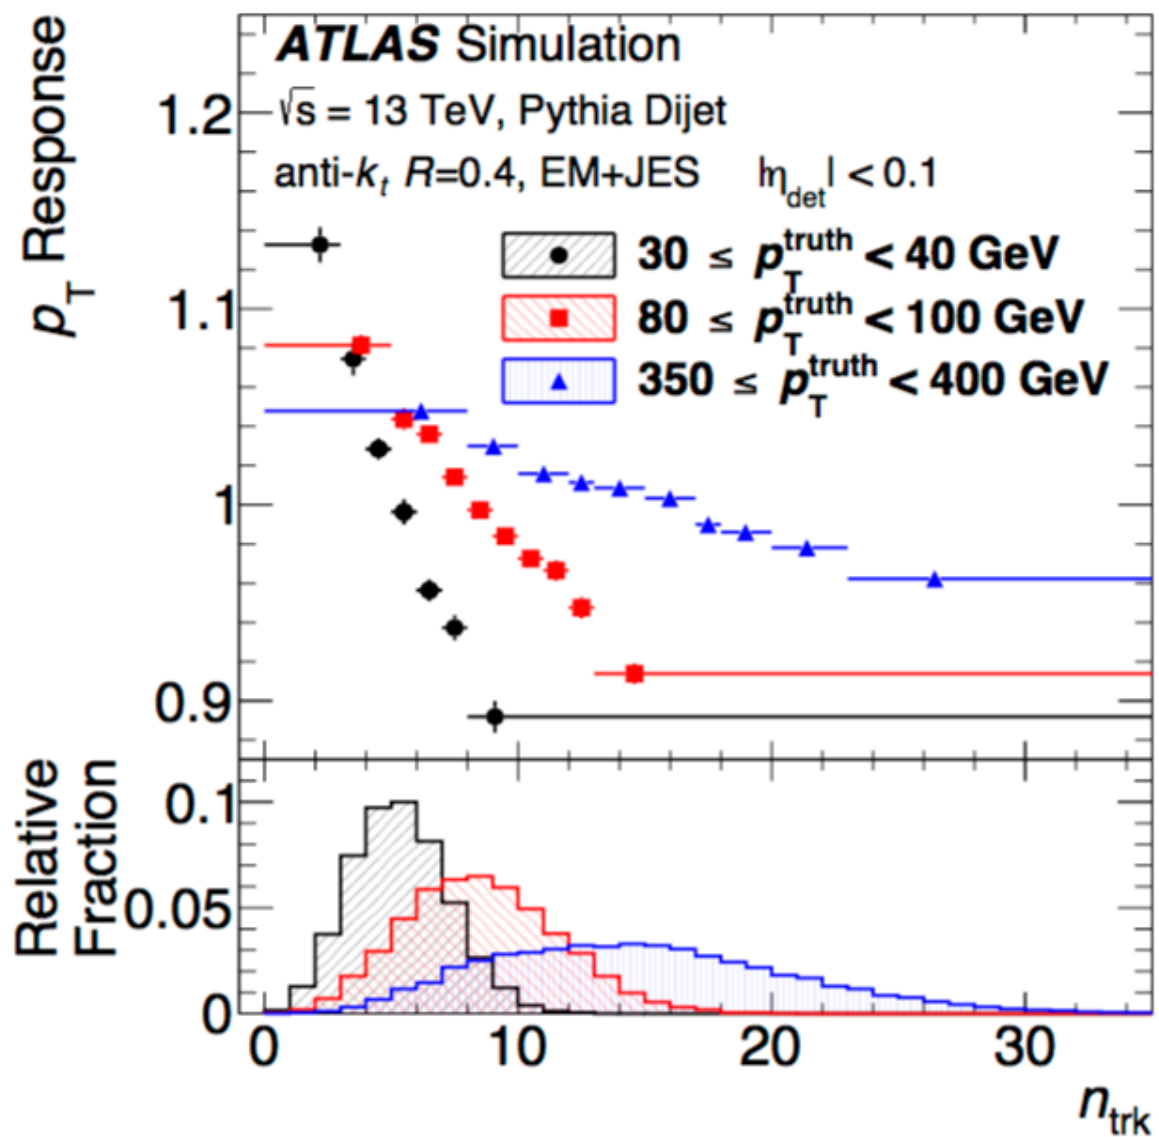 ATLAS Simulation
√s = 13 TeV, Pythia Dijet
anti-kt R=0.4, EM+JES |ηdet| < 0.1
30 ≤ pTtruth < 40 GeV
80 ≤ pTtruth < 100 GeV
350 ≤ pTtruth < 400 GeV
pT Response
1.2
1.1
1
0.9
Relative
Fraction
0.1
0.05
0
0 10 20 30
ntrk